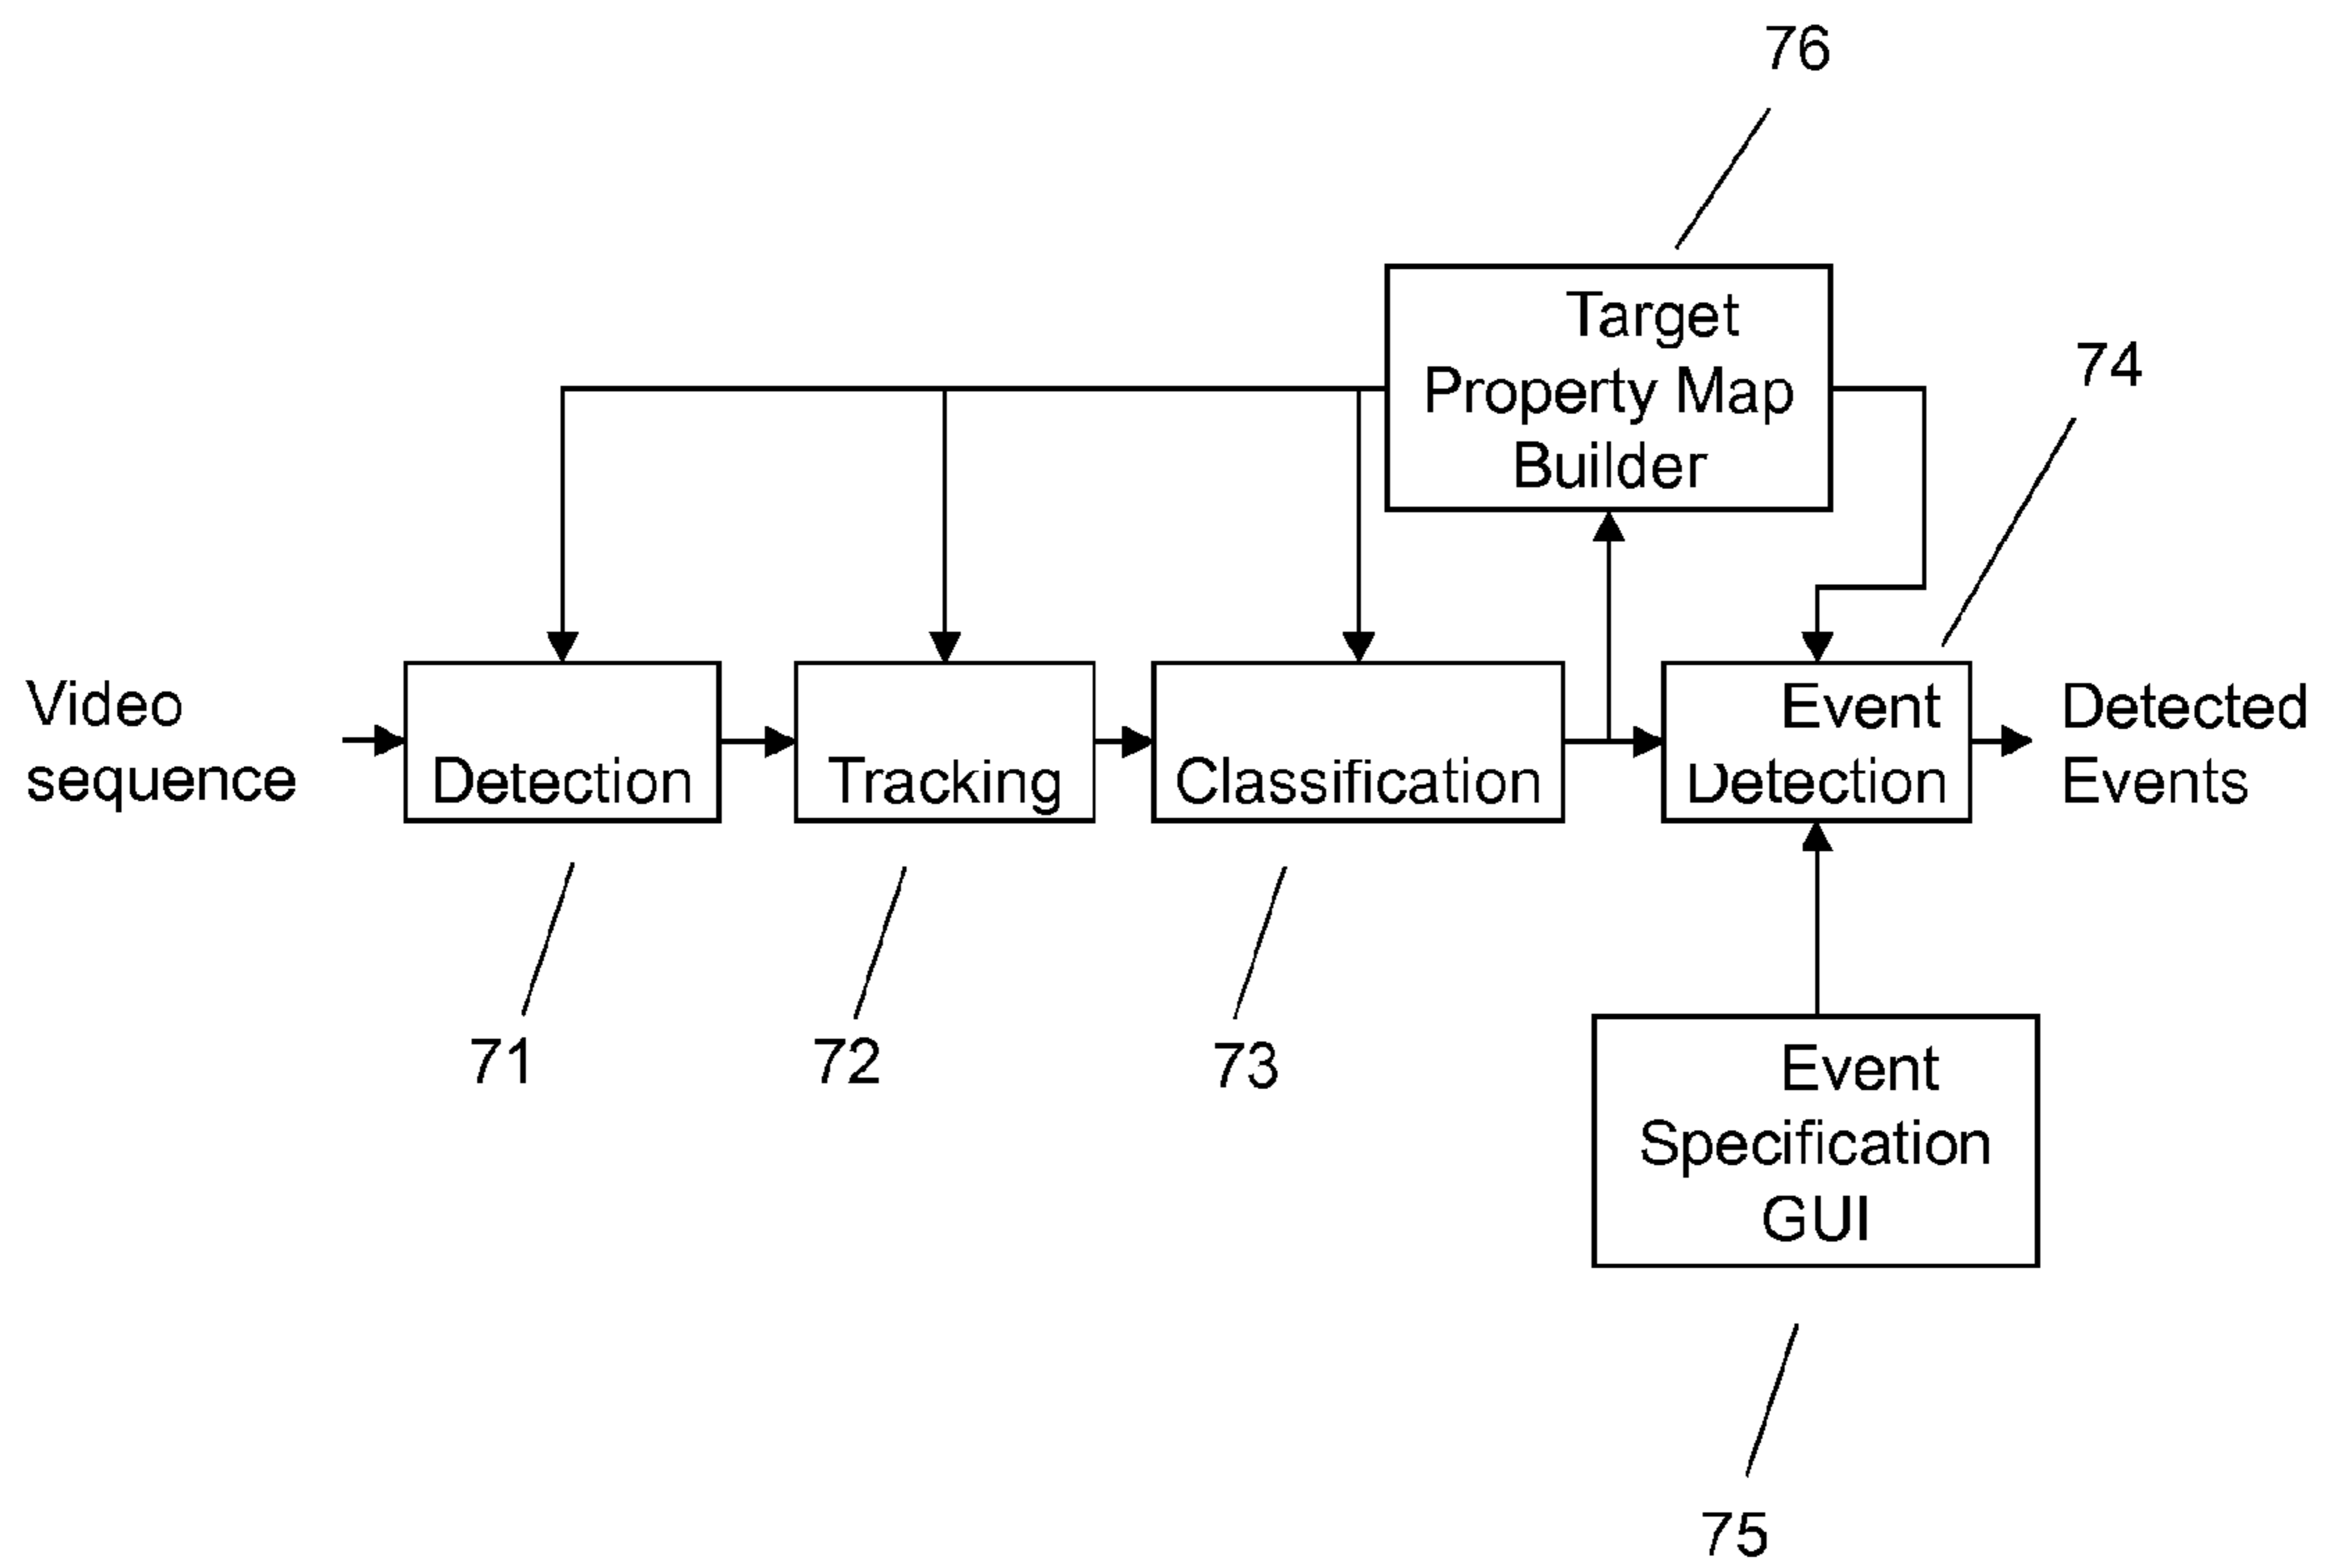 76
Target
Property Map
Builder
74
Video
sequence
Detection
Tracking
Classification
Event
Detection
Detected
Events
71
72
73
Event
Specification
GUI
75